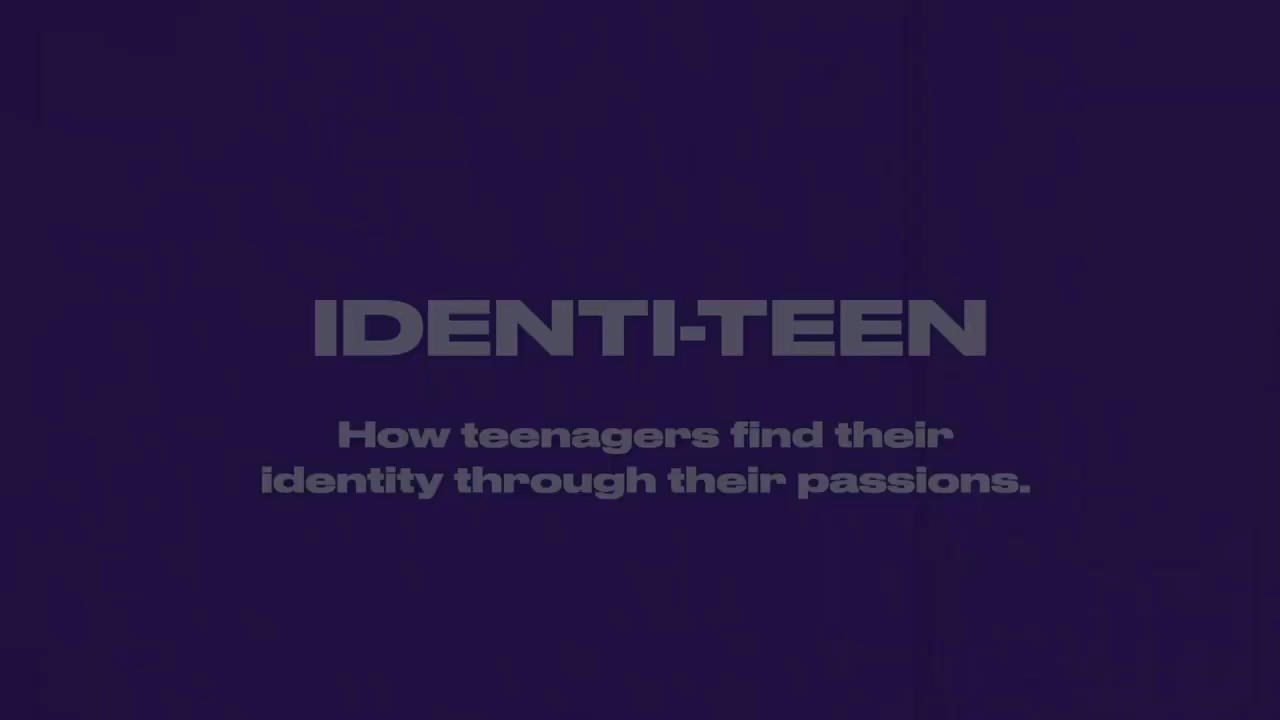 IDENTI-TEEN
How teenagers find their
identity through their passions.